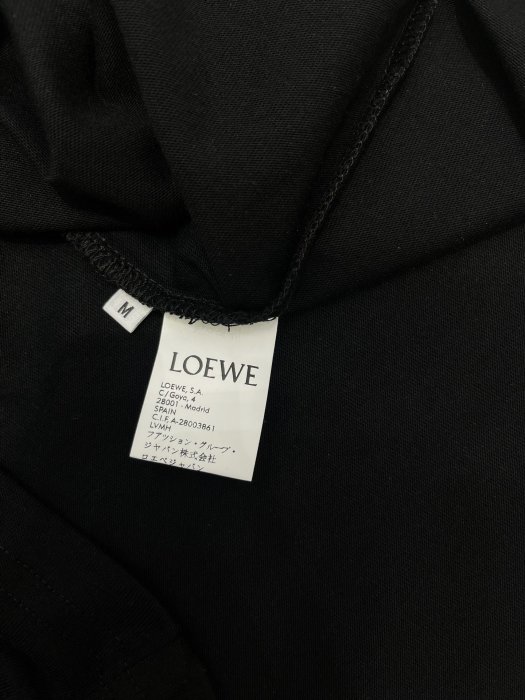 M
LOEWE
LOEWE, S.A.
C/Goya, 4
28001 - Madrid
SPAIN
C.I.F.A-28003861
LVMH
ファッション・グループ・
ジャパン株式会社
ロエベジャパン